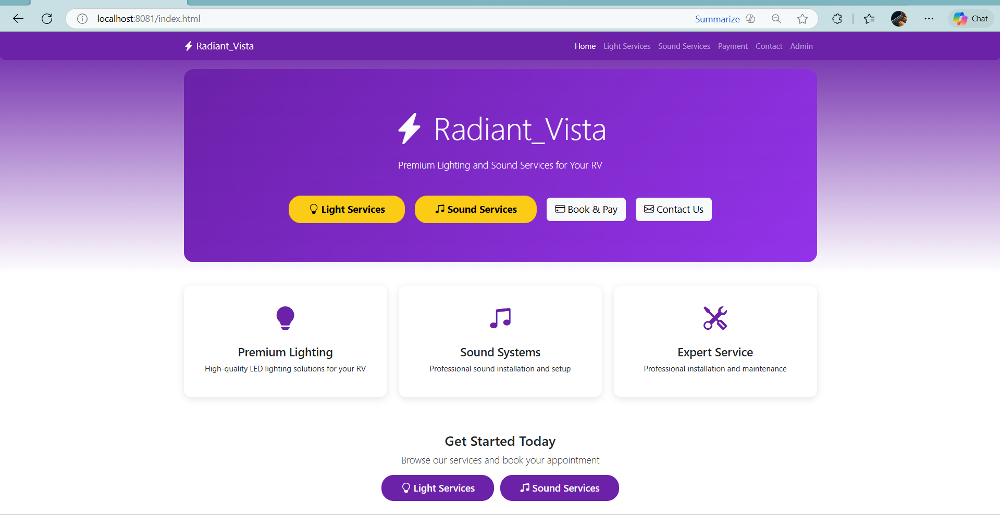 localhost:8081/index.html
Summarize
Chat
Radiant_Vista
Home Light Services Sound Services Payment Contact Admin
Radiant_Vista
Premium Lighting and Sound Services for Your RV
Light Services Sound Services Book & Pay Contact Us
Premium Lighting
High-quality LED lighting solutions for your RV
Sound Systems
Professional sound installation and setup
Expert Service
Professional installation and maintenance
Get Started Today
Browse our services and book your appointment
Light Services Sound Services